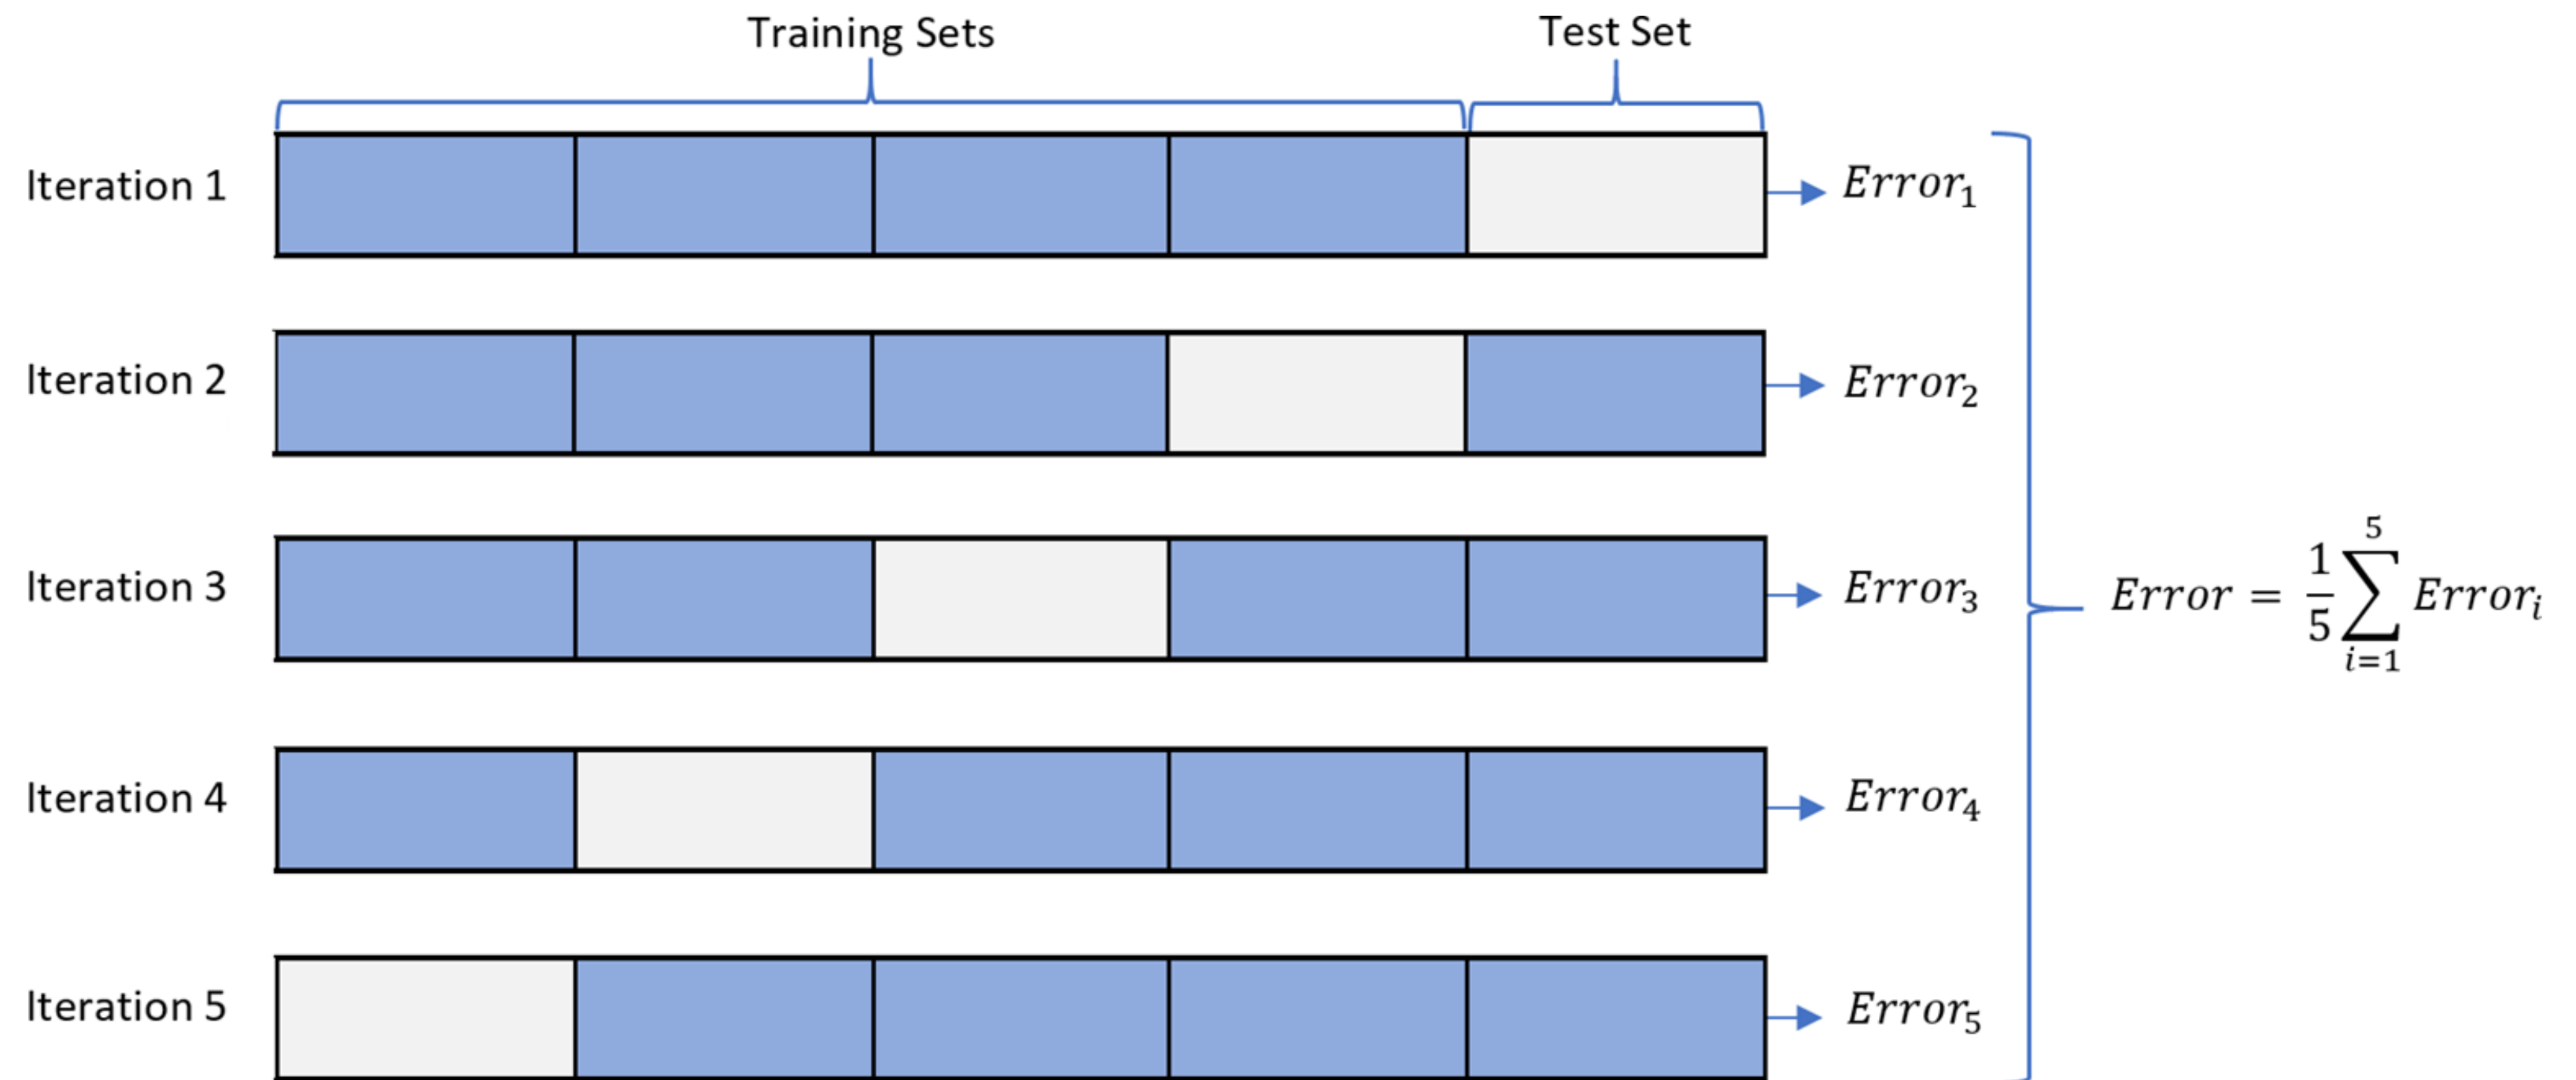 Training Sets
Test Set
Iteration 1
Error₁
Iteration 2
Error₂
Iteration 3
Error₃
Error = 1/5 ∑_{i=1}^{5} Errorᵢ
Iteration 4
Error₄
Iteration 5
Error₅